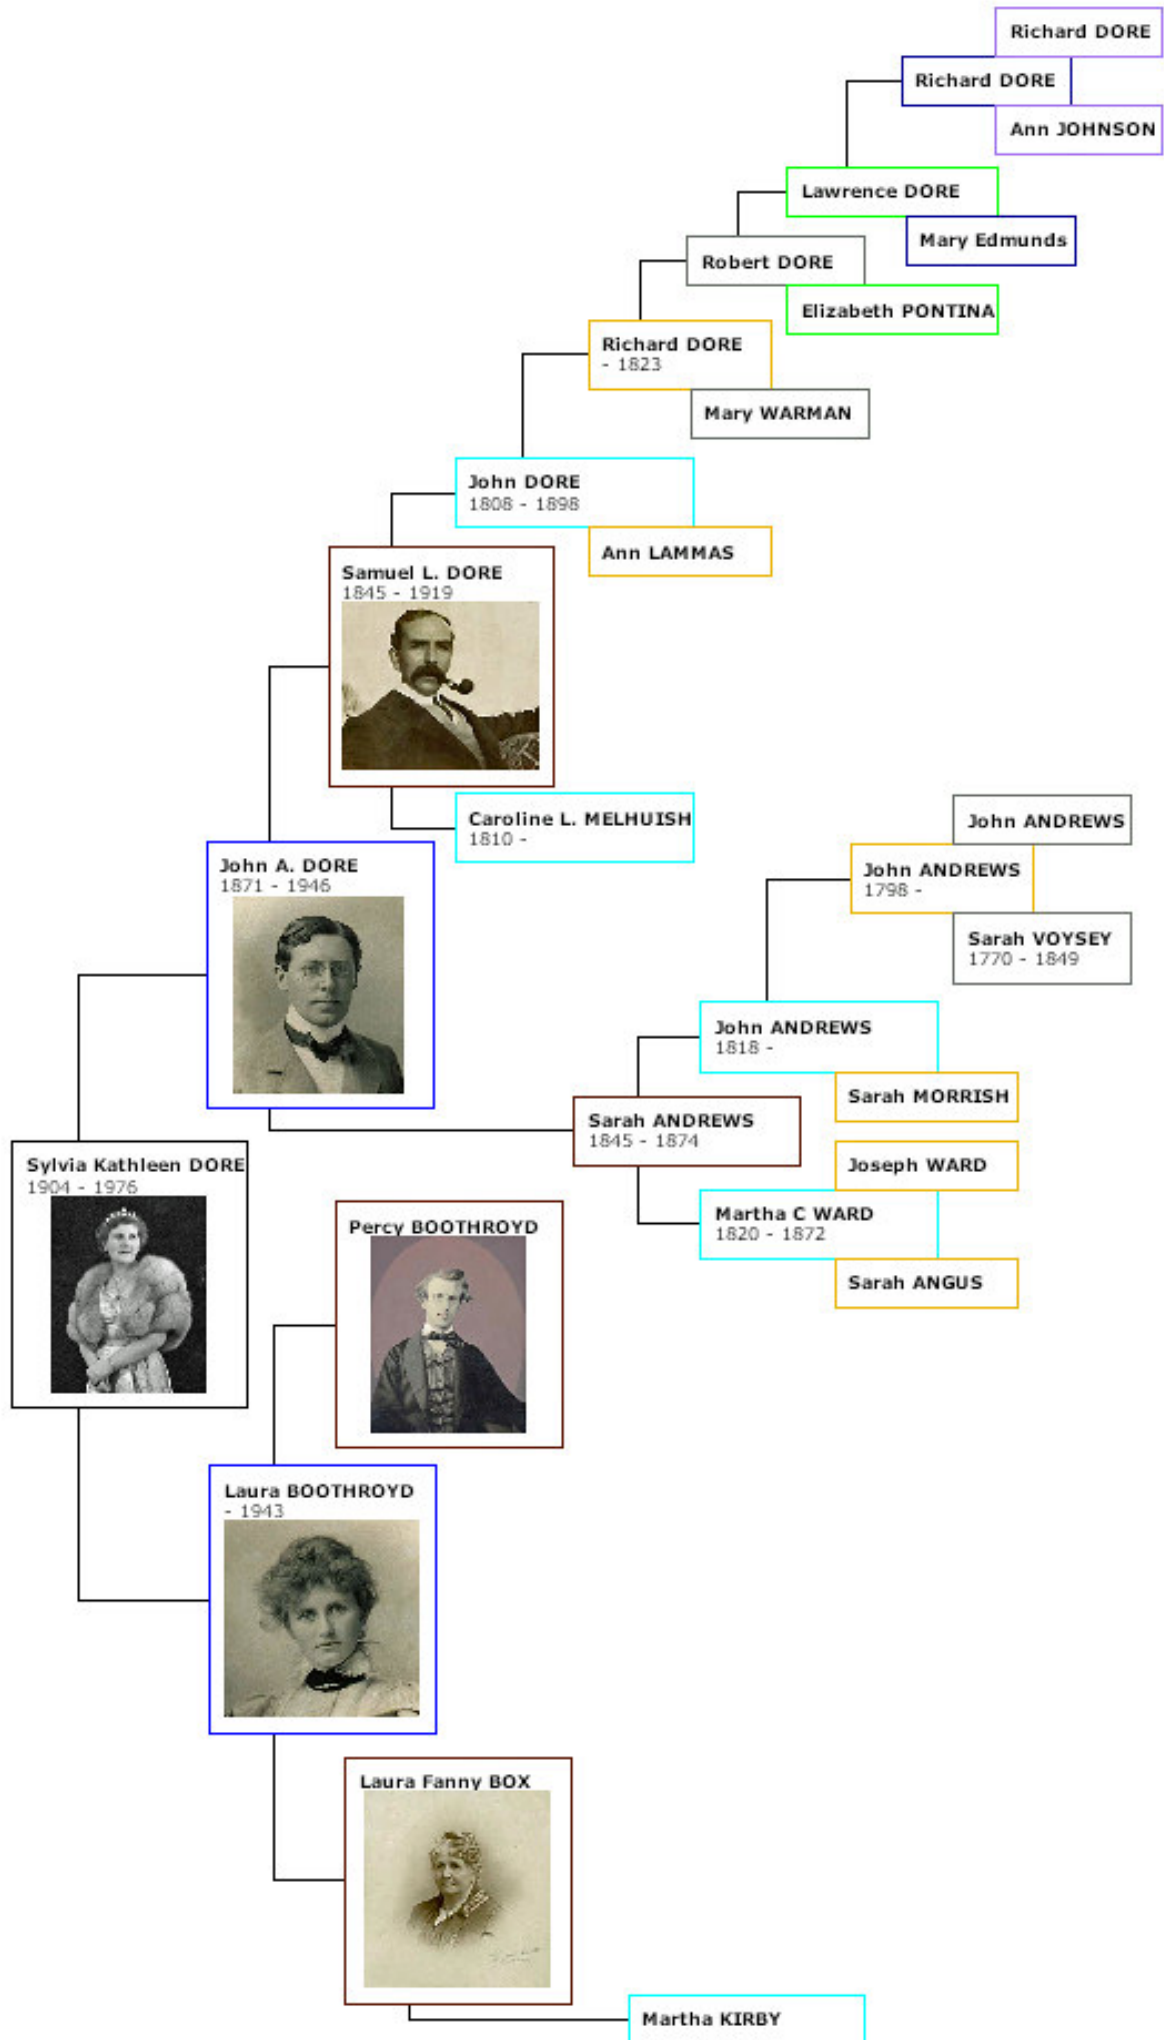 Richard DORE
Richard DORE
Ann JOHNSON
Lawrence DORE
Mary Edmunds
Robert DORE
Elizabeth PONTINA
Richard DORE
- 1823
Mary WARMAN
John DORE
1808 - 1898
Ann LAMMAS
Samuel L. DORE
1845 - 1919
Caroline L. MELHUISH
1810 -
John ANDREWS
John A. DORE
1871 - 1946
John ANDREWS
1798 -
Sarah VOYSEY
1770 - 1849
John ANDREWS
1818 -
Sarah MORRISH
Sarah ANDREWS
1845 - 1874
Joseph WARD
Sylvia Kathleen DORE
1904 - 1976
Martha C WARD
1820 - 1872
Percy BOOTHROYD
Sarah ANGUS
Laura BOOTHROYD
- 1943
Laura Fanny BOX
Martha KIRBY